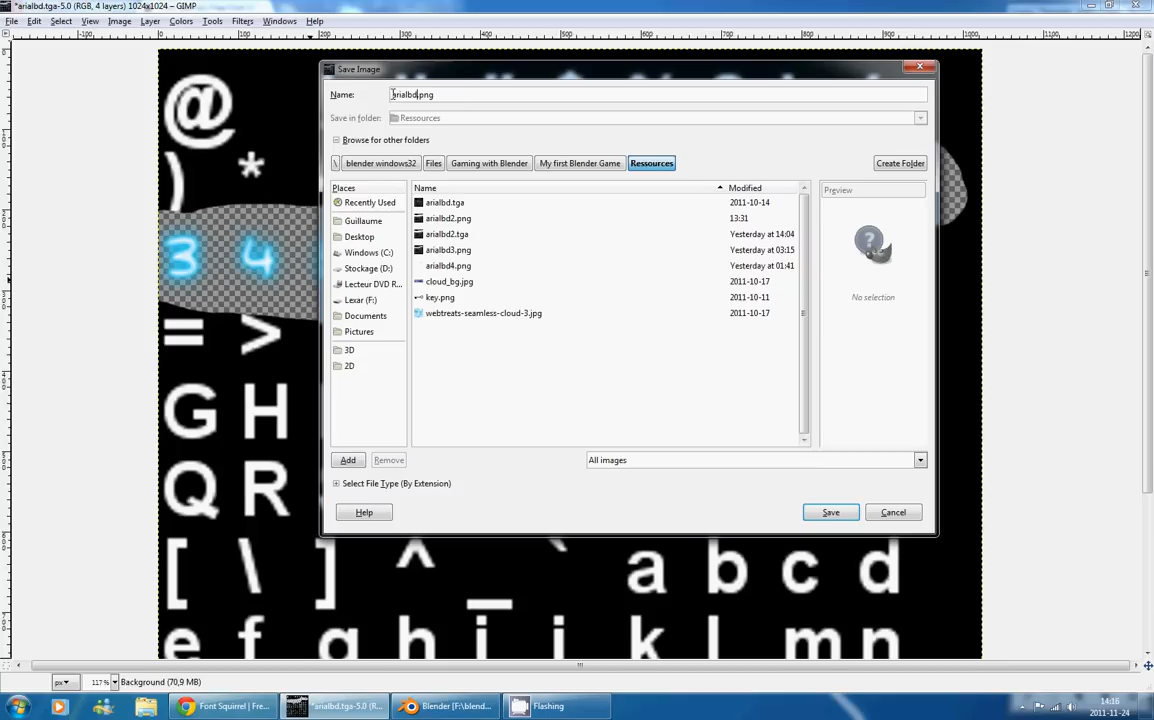 *arialbd.tga-5.0 (RGB, 4 layers) 1024x1024 – GIMP
File Edit Select View Image Layer Colors Tools Filters Windows Help
Save Image
Name: arialbd.png
Save in folder: Ressources
Browse for other folders
\ blender windows32 Files Gaming with Blender My first Blender Game Ressources Create Folder
Places Name Modified Preview
Recently Used arialbd.tga 2011-10-14
Guillaume arialbd2.png 13:31
Desktop arialbd2.tga Yesterday at 14:04
Windows (C:) arialbd3.png Yesterday at 03:15
Stockage (D:) arialbd4.png Yesterday at 01:41
Lecteur DVD R... cloud_bg.jpg 2011-10-17
Lexar (F:) key.png 2011-10-11
No selection
Documents webtreats-seamless-cloud-3.jpg 2011-10-17
Pictures
3D
2D
Add Remove All images
Select File Type (By Extension)
Help Save Cancel
@
) *
3 4
= >
G H
Q R
[ \ ] ^ _ ` a b c d
e f g h i j k l m n
px 117 % Background (70,9 MB)
Font Squirrel | Fre... *arialbd.tga-5.0 (R... Blender [F:\blend... Flashing
14:16
2011-11-24